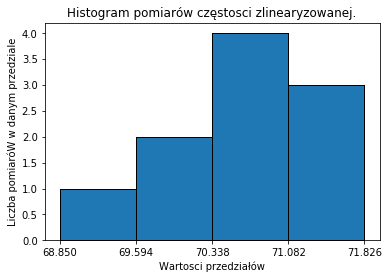 Histogram pomiarów częstosci zlinearyzowanej.
Liczba pomiaróW w danym przedziale
4.0
3.5
3.0
2.5
2.0
1.5
1.0
0.5
0.0
68.850 69.594 70.338 71.082 71.826
Wartosci przedziałów